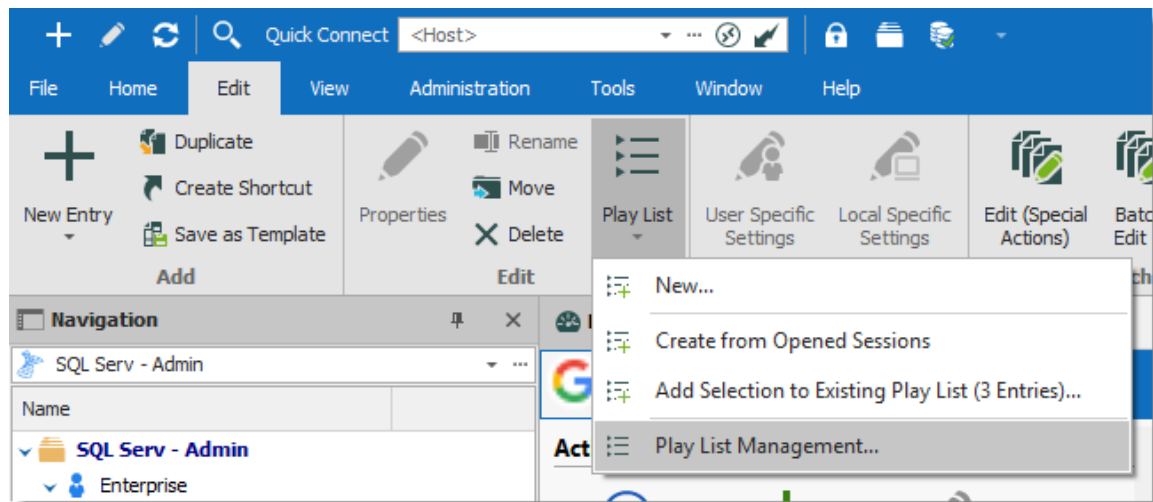 Quick Connect <Host>
File Home Edit View Administration Tools Window Help
Duplicate
Create Shortcut
Save as Template
New Entry
Add
Properties
Rename
Move
Delete
Edit
Play List
User Specific
Settings
Local Specific
Settings
Edit (Special
Actions)
Edit
New...
Create from Opened Sessions
Add Selection to Existing Play List (3 Entries)...
Play List Management...
Navigation
SQL Serv - Admin
Name
SQL Serv - Admin
Enterprise